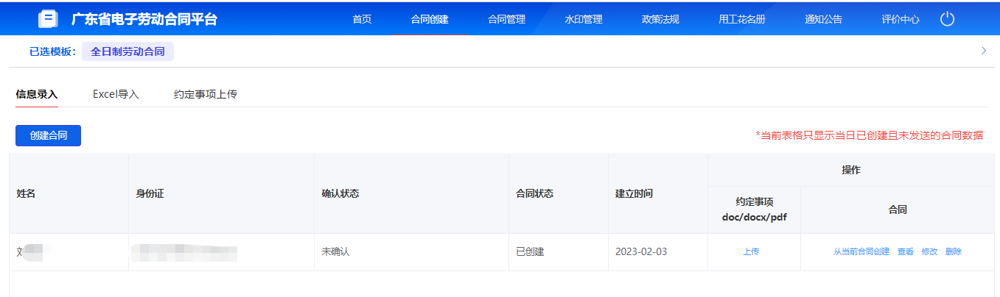 广东省电子劳动合同平台 首页 合同创建 合同管理 水印管理 政策法规 用工花名册 通知公告 评价中心
已选模板： 全日制劳动合同
信息录入 Excel导入 约定事项上传
创建合同 *当前表格只显示当日已创建且未发送的合同数据
姓名 身份证 确认状态 合同状态 建立时间 操作
约定事项
doc/docx/pdf
合同
未确认 已创建 2023-02-03 上传 从当前合同创建 查看 修改 删除